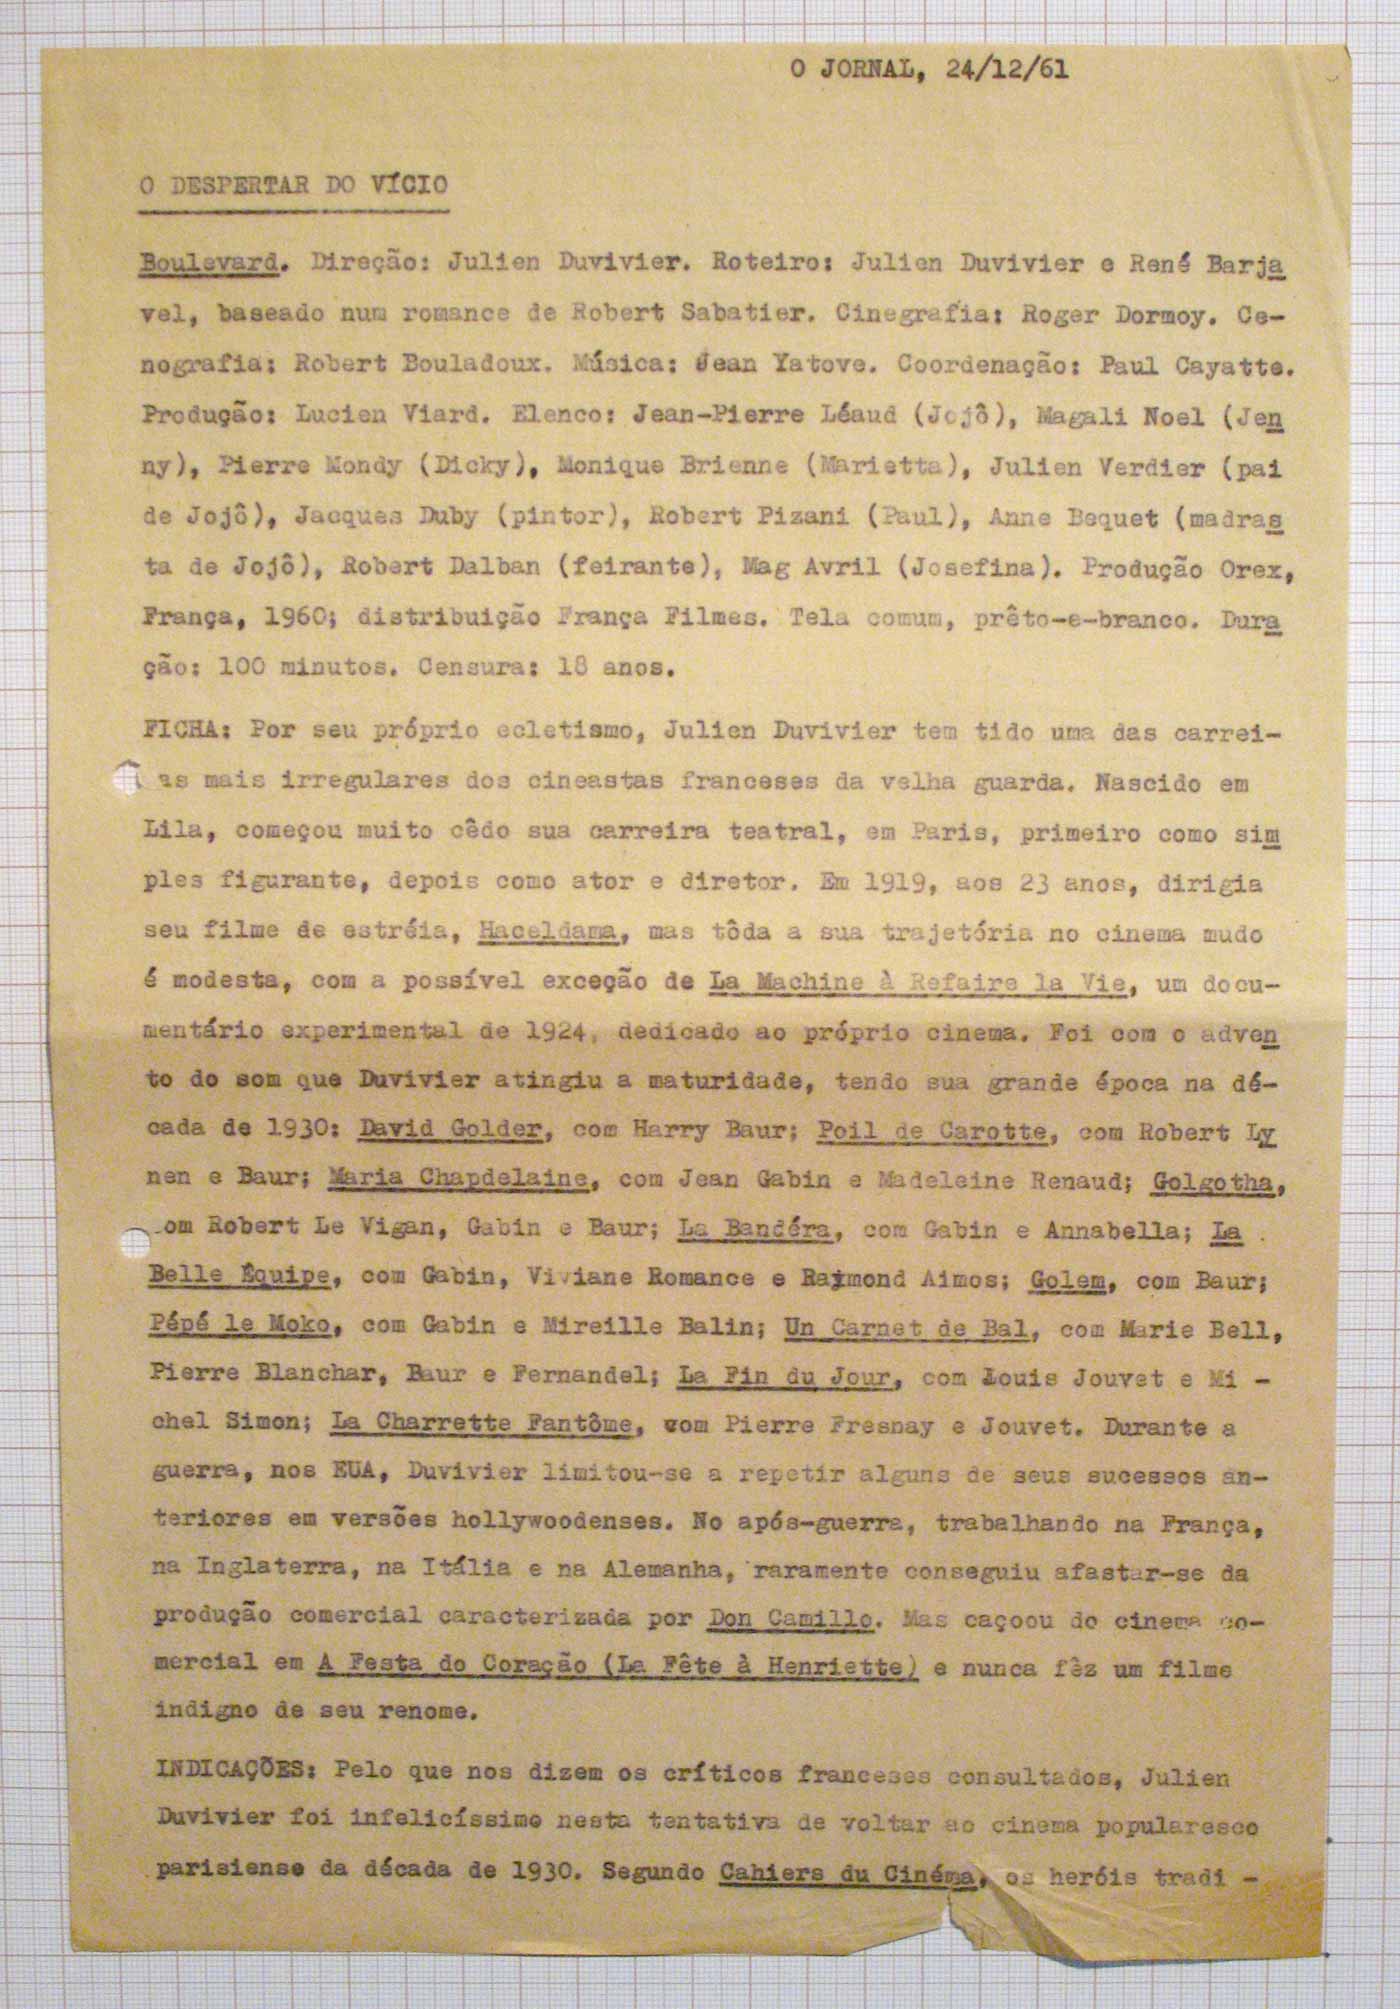 O JORNAL, 24/12/61
O DESPERTAR DO VÍCIO
Boulevard. Direção: Julien Duvivier. Roteiro: Julien Duvivier e René Barja
vel, baseado num romance de Robert Sabatier. Cinegrafia: Roger Dormoy. Ce-
nografia: Robert Bouladoux. Música: Jean Yatove. Coordenação: Paul Cayatte.
Produção: Lucien Viard. Elenco: Jean-Pierre Léaud (Jojô), Magali Noel (Jen
ny), Pierre Mondy (Dicky), Monique Brienne (Marietta), Julien Verdier (pai
de Jojô), Jacques Duby (pintor), Robert Pizani (Paul), Anne Bequet (madras
ta de Jojô), Robert Dalban (feirante), Mag Avril (Josefina). Produção Orex,
França, 1960; distribuição França Filmes. Tela comum, prêto-e-branco. Dura
ção: 100 minutos. Censura: 18 anos.
FICHA: Por seu próprio ecletismo, Julien Duvivier tem tido uma das carrei-
as mais irregulares dos cineastas franceses da velha guarda. Nascido em
Lila, começou muito cêdo sua carreira teatral, em Paris, primeiro como sim
ples figurante, depois como ator e diretor. Em 1919, aos 23 anos, dirigia
seu filme de estréia, Haceldama, mas tôda a sua trajetória no cinema mudo
é modesta, com a possível exceção de La Machine à Refaire la Vie, um docu-
mentário experimental de 1924, dedicado ao próprio cinema. Foi com o adven
to do som que Duvivier atingiu a maturidade, tendo sua grande época na dé-
cada de 1930: David Golder, com Harry Baur; Poil de Carotte, com Robert Ly
nen e Baur; Maria Chapdelaine, com Jean Gabin e Madeleine Renaud; Golgotha,
om Robert Le Vigan, Gabin e Baur; La Bandéra, com Gabin e Annabella; La
Belle Équipe, com Gabin, Viviane Romance e Raimond Aimos; Golem, com Baur;
Pépé le Moko, com Gabin e Mireille Balin; Un Carnet de Bal, com Marie Bell,
Pierre Blanchar, Baur e Fernandel; La Fin du Jour, com Louis Jouvet e Mi -
chel Simon; La Charrette Fantôme, com Pierre Fresnay e Jouvet. Durante a
guerra, nos EUA, Duvivier limitou-se a repetir alguns de seus sucessos an-
teriores em versões hollywoodenses. No após-guerra, trabalhando na França,
na Inglaterra, na Itália e na Alemanha, raramente conseguiu afastar-se da
produção comercial caracterizada por Don Camillo. Mas caçoou do cinema co-
mercial em A Festa do Coração (La Fête à Henriette) e nunca fêz um filme
indigno de seu renome.
INDICAÇÕES: Pelo que nos dizem os críticos franceses consultados, Julien
Duvivier foi infelicíssimo nesta tentativa de voltar ao cinema popularesco
parisiense da década de 1930. Segundo Cahiers du Cinéma, os heróis tradi -